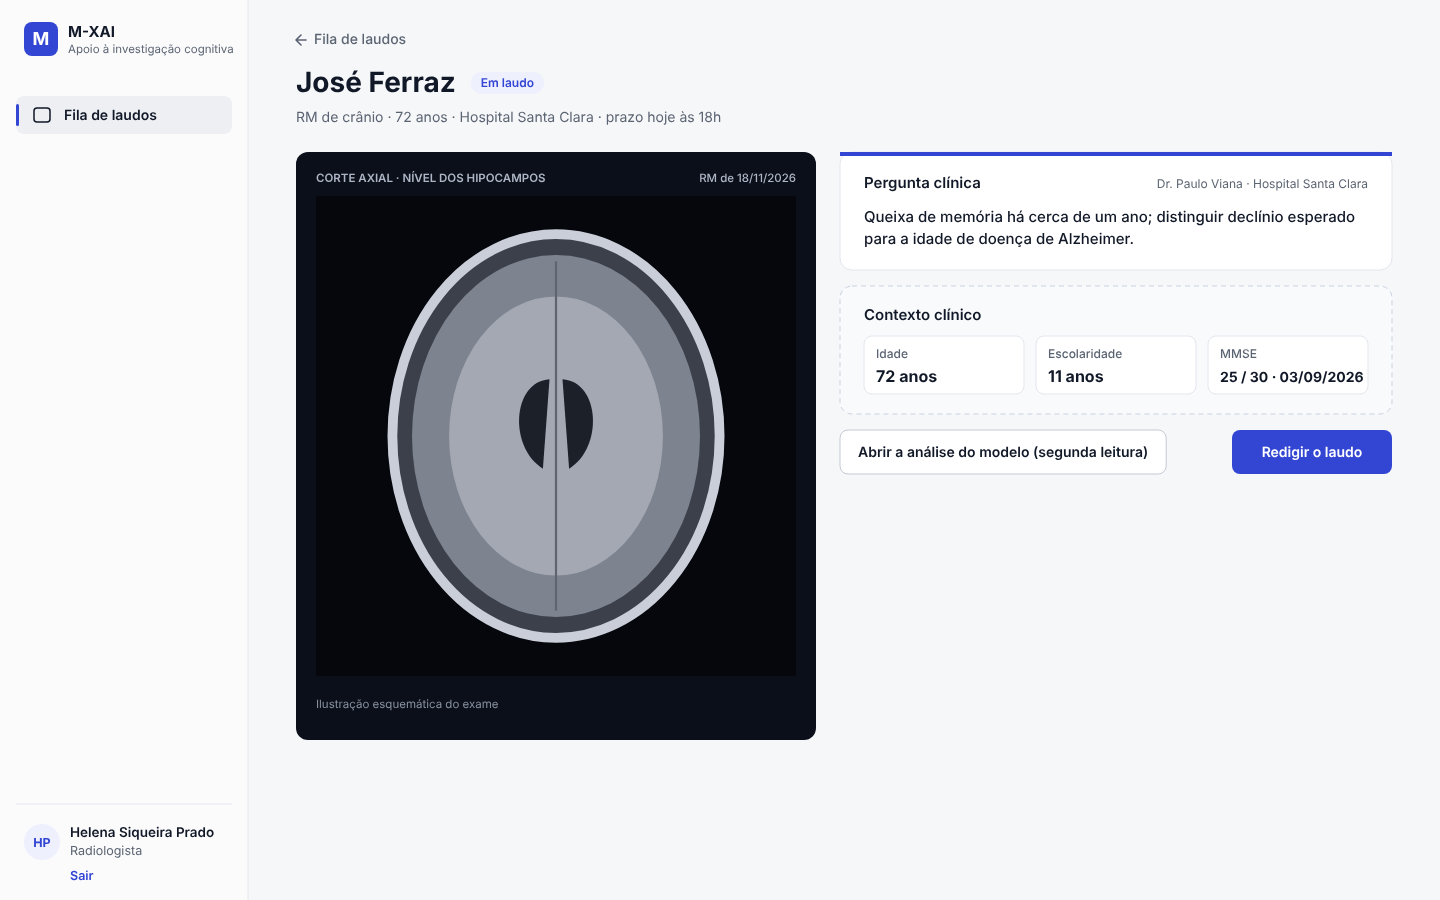 M
M-XAI
Apoio à investigação cognitiva
Fila de laudos
Helena Siqueira Prado
HP
Radiologista
Sair
Fila de laudos
José Ferraz
Em laudo
RM de crânio · 72 anos · Hospital Santa Clara · prazo hoje às 18h
CORTE AXIAL · NÍVEL DOS HIPOCAMPOS
RM de 18/11/2026
Ilustração esquemática do exame
Pergunta clínica
Dr. Paulo Viana · Hospital Santa Clara
Queixa de memória há cerca de um ano; distinguir declínio esperado
para a idade de doença de Alzheimer.
Contexto clínico
Idade
72 anos
Escolaridade
11 anos
MMSE
25 / 30 · 03/09/2026
Abrir a análise do modelo (segunda leitura)
Redigir o laudo